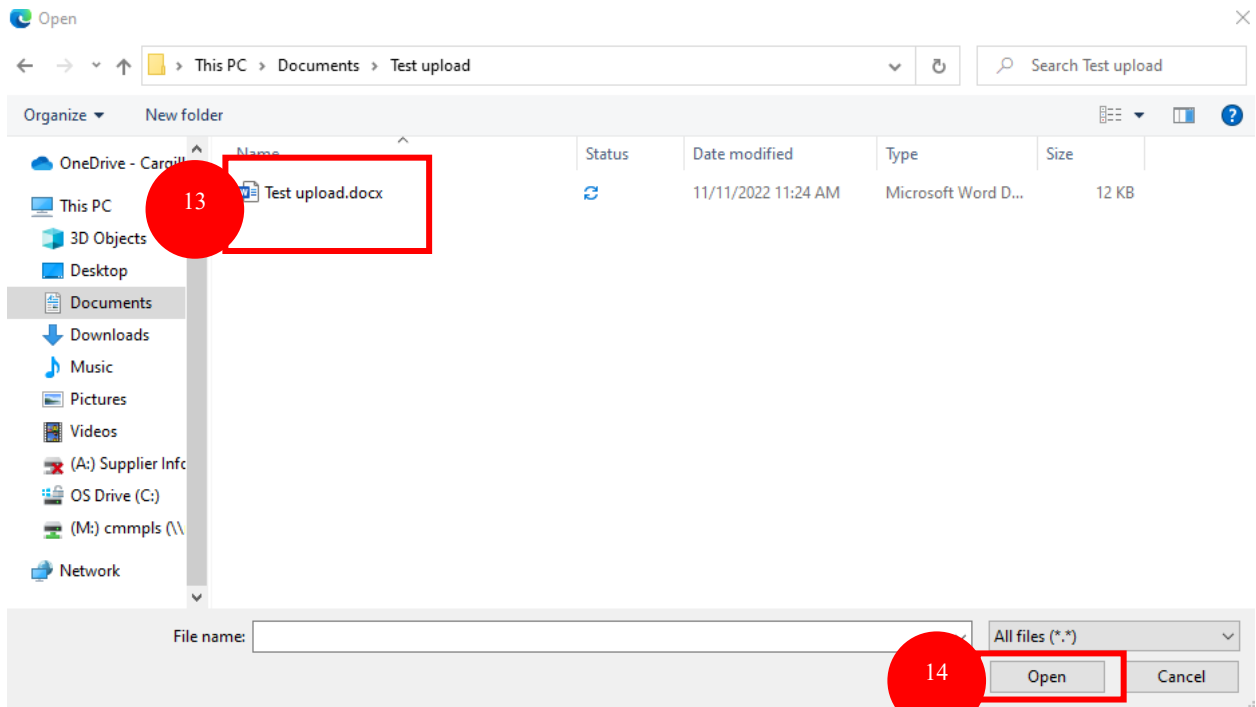 Open
This PC > Documents > Test upload
Search Test upload
Organize
New folder
Name Status Date modified Type Size
OneDrive - Cargill
13
Test upload.docx 11/11/2022 11:24 AM Microsoft Word D... 12 KB
This PC
3D Objects
Desktop
Documents
Downloads
Music
Pictures
Videos
(A:) Supplier Info
OS Drive (C:)
(M:) cmmpls (\\
Network
File name:
All files (*.*)
14
Open
Cancel